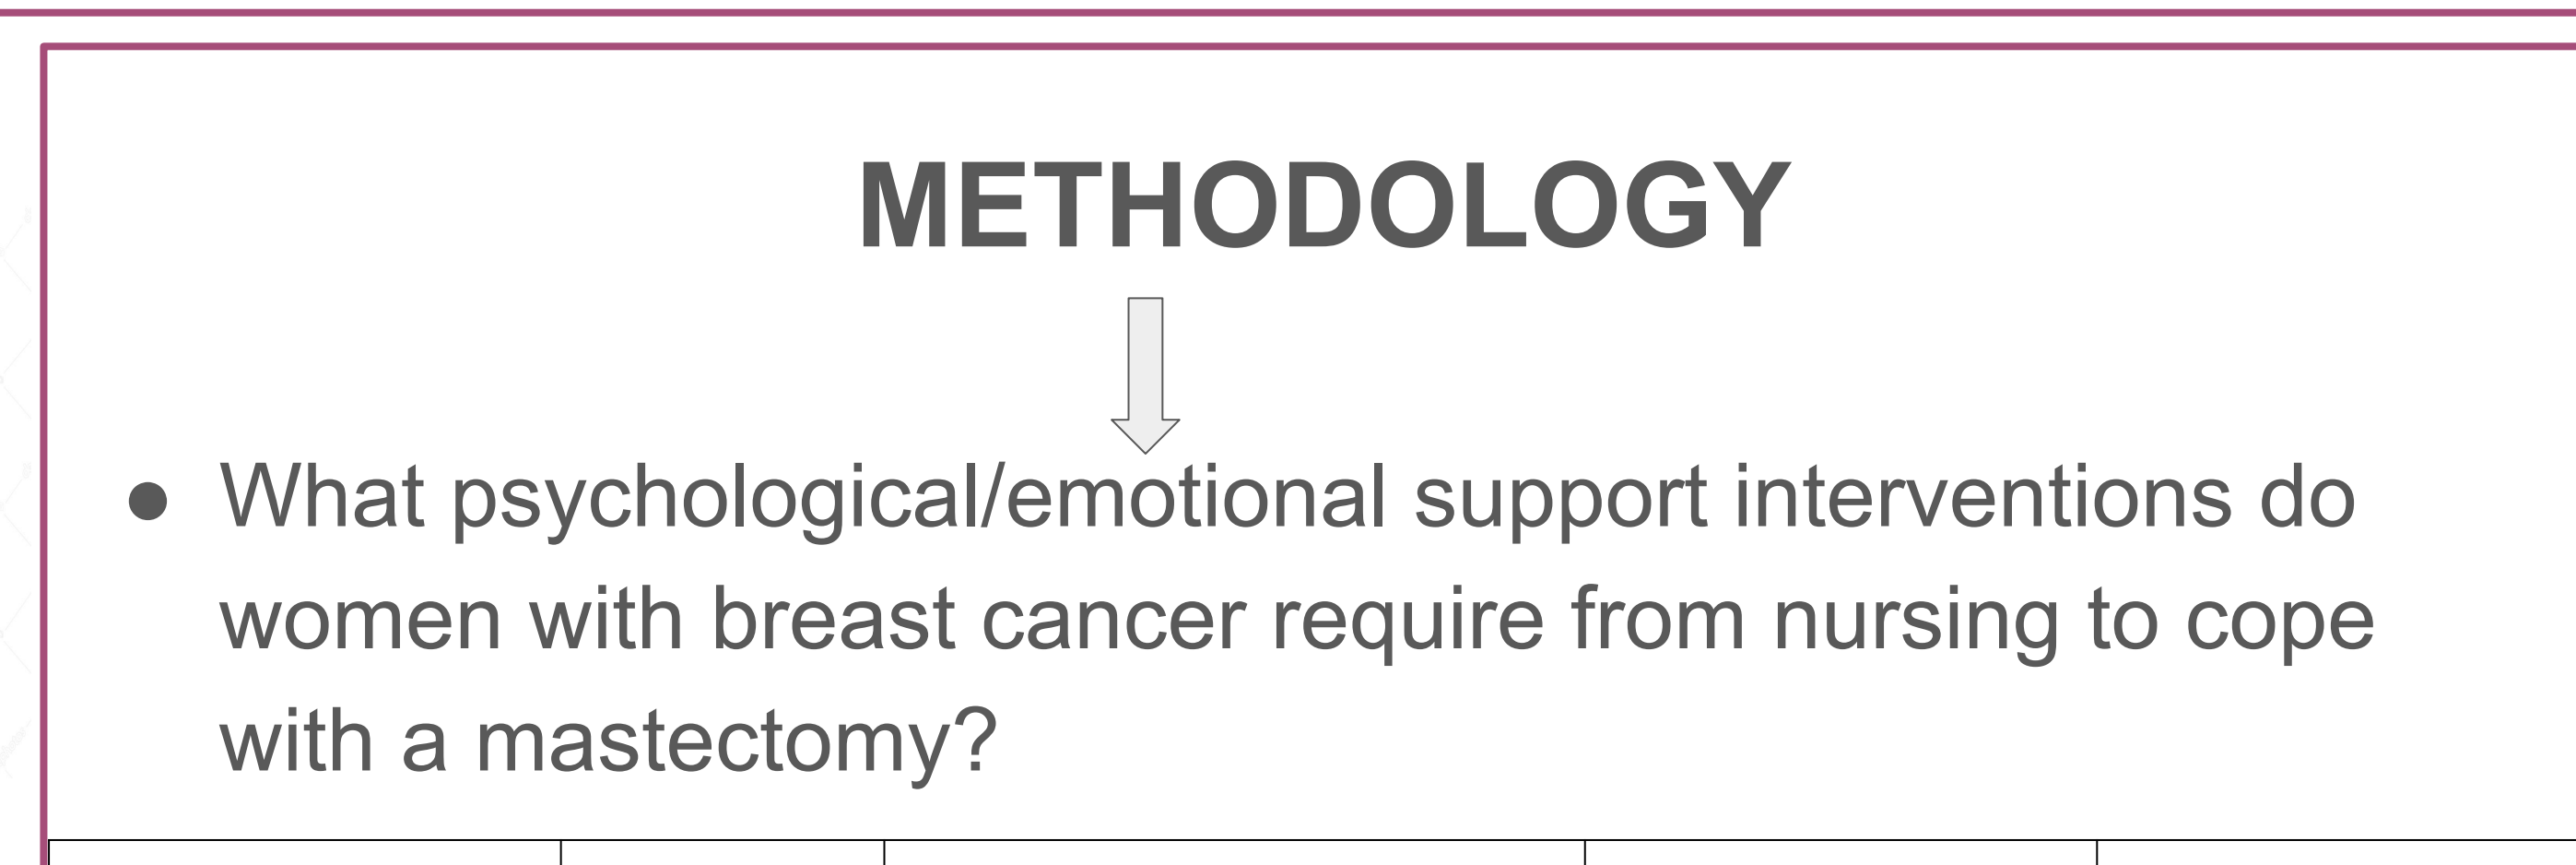 METHODOLOGY
● What psychological/emotional support interventions do
women with breast cancer require from nursing to cope
with a mastectomy?